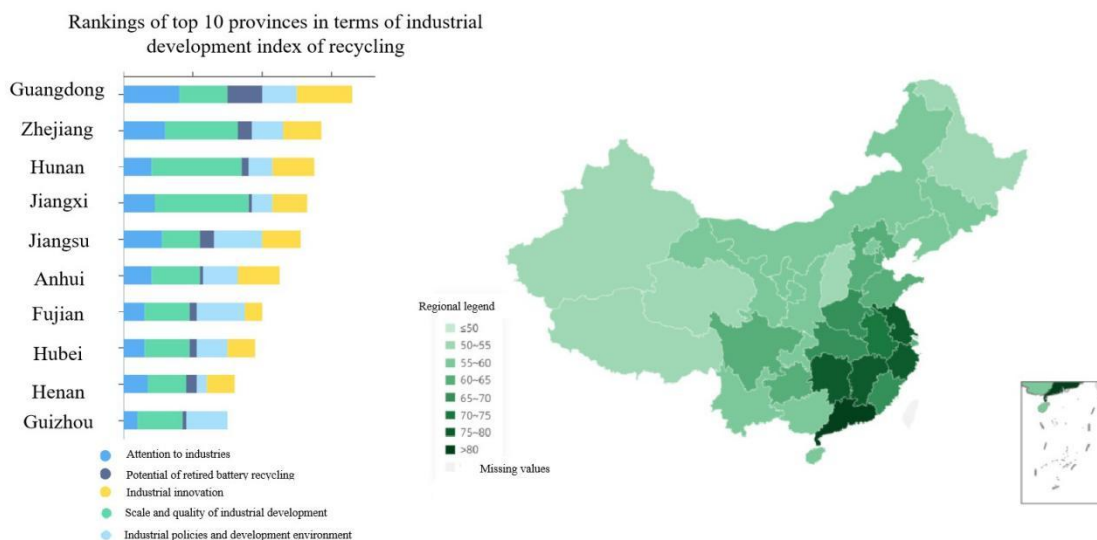 Rankings of top 10 provinces in terms of industrial
development index of recycling
Guangdong
Zhejiang
Hunan
Jiangxi
Jiangsu
Anhui
Fujian
Hubei
Henan
Guizhou
Attention to industries
Potential of retired battery recycling
Industrial innovation
Scale and quality of industrial development
Industrial policies and development environment
Regional legend
≤50
50~55
55~60
60~65
65~70
70~75
75~80
>80
Missing values